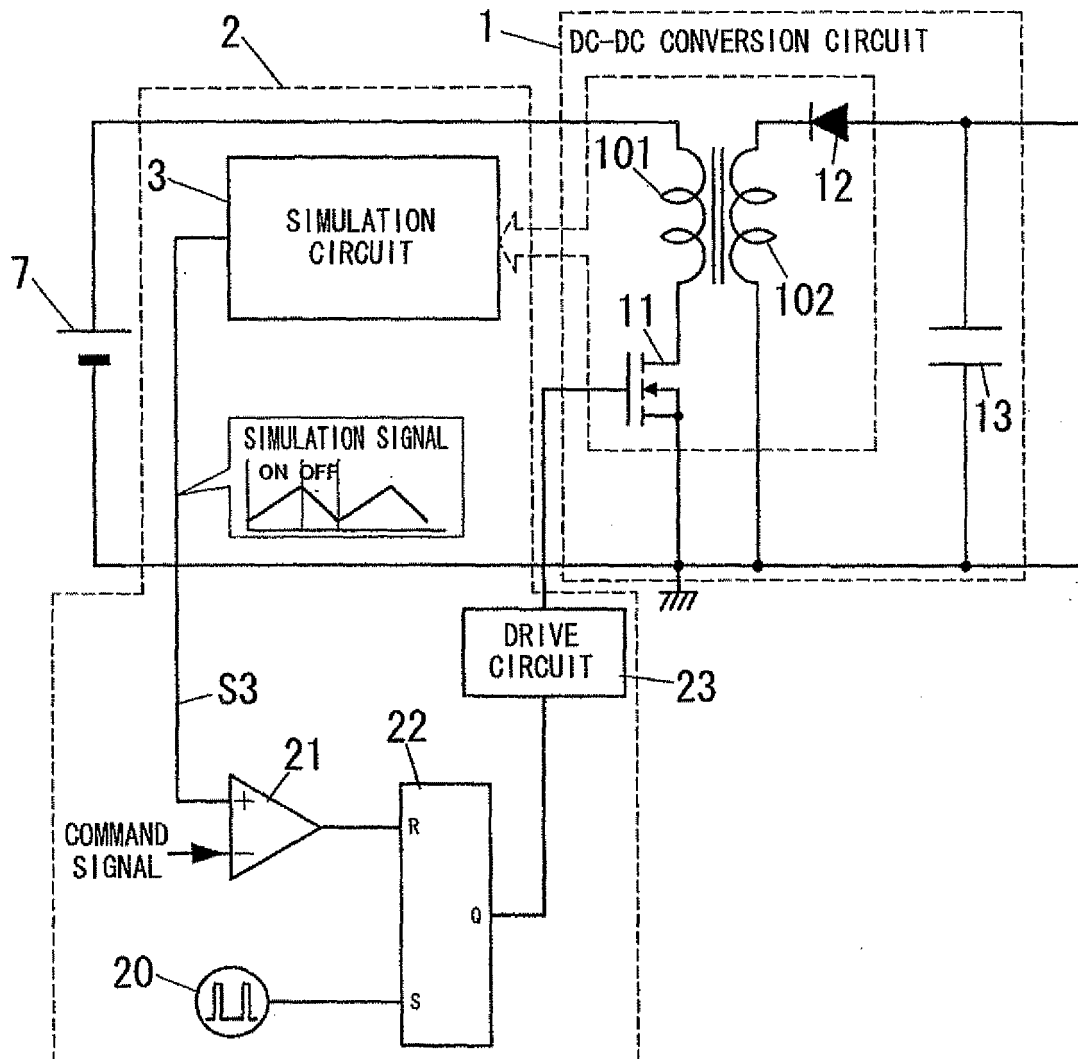 1
DC-DC CONVERSION CIRCUIT
2
101
12
3
SIMULATION
CIRCUIT
102
7
11
13
SIMULATION SIGNAL
ON OFF
DRIVE
CIRCUIT
23
S3
22
21
+
R
COMMAND
SIGNAL
−
Q
20
S